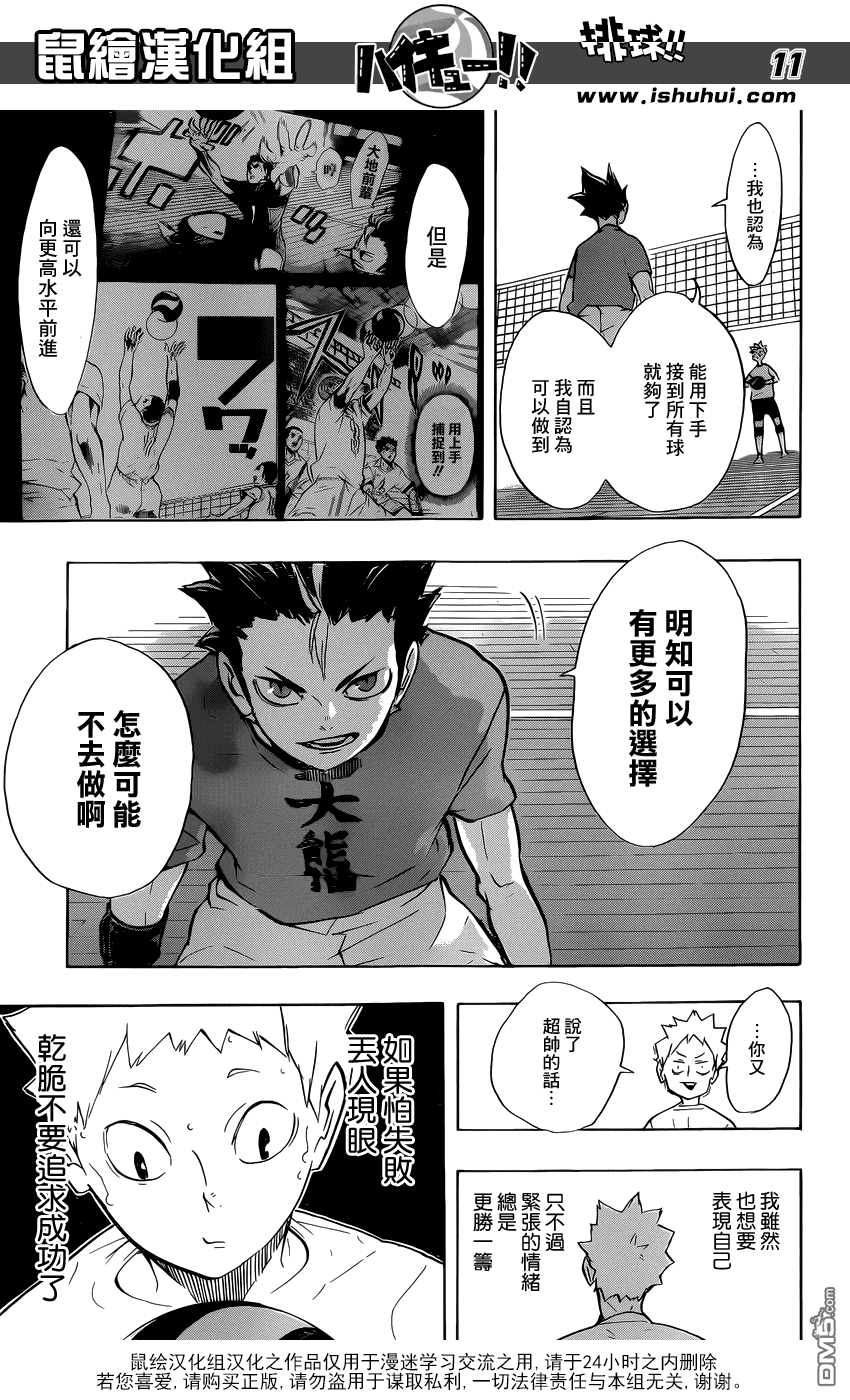 鼠繪漢化組
ハイキュー!!
排球!!
11
www.ishuhui.com
…我也認為
能用下手
接到所有球
就夠了
而且
我自認為
可以做到
大地前輩
哼
但是
用上手
捕捉到!!
フワッ
還可以
向更高水平前進
明知可以
有更多的選擇
怎麼可能
不去做啊
大熊猫
…你又
說了
超帥的話…
我雖然
也想要
表現自己
只不過
緊張的情緒
總是
更勝一籌
如果怕失敗
丟人現眼
乾脆不要追求成功了
DM5.com
鼠绘汉化组汉化之作品仅用于漫迷学习交流之用, 请于24小时之内删除
若您喜爱, 请购买正版, 请勿盗用于谋取私利, 一切法律责任与本组无关, 谢谢。